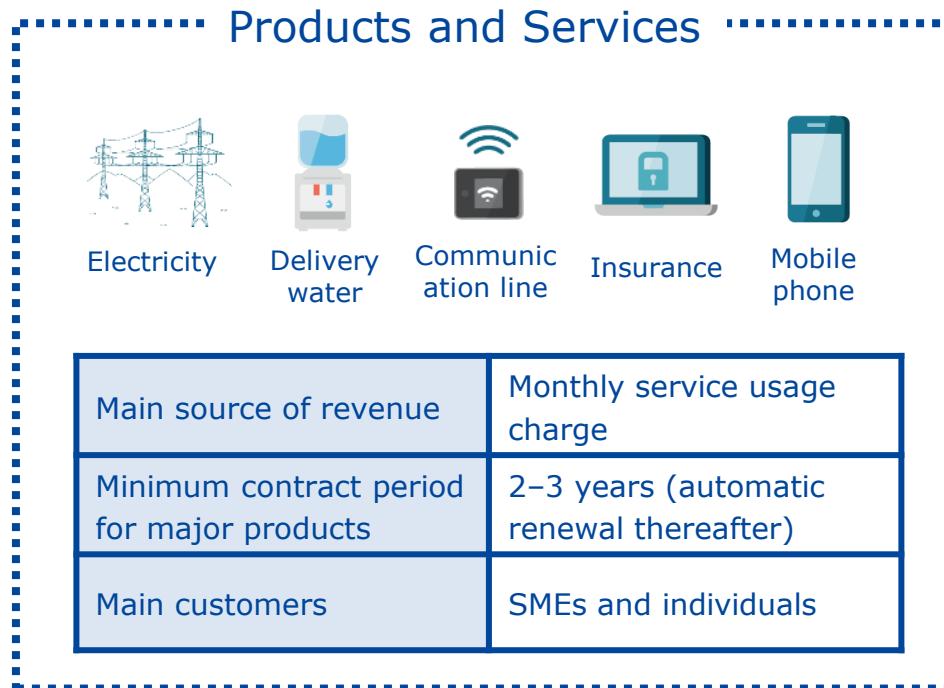 Products and Services
Electricity
Delivery
water
Communic
ation line
Insurance
Mobile
phone
Main source of revenue
Monthly service usage
charge
Minimum contract period
for major products
2–3 years (automatic
renewal thereafter)
Main customers
SMEs and individuals